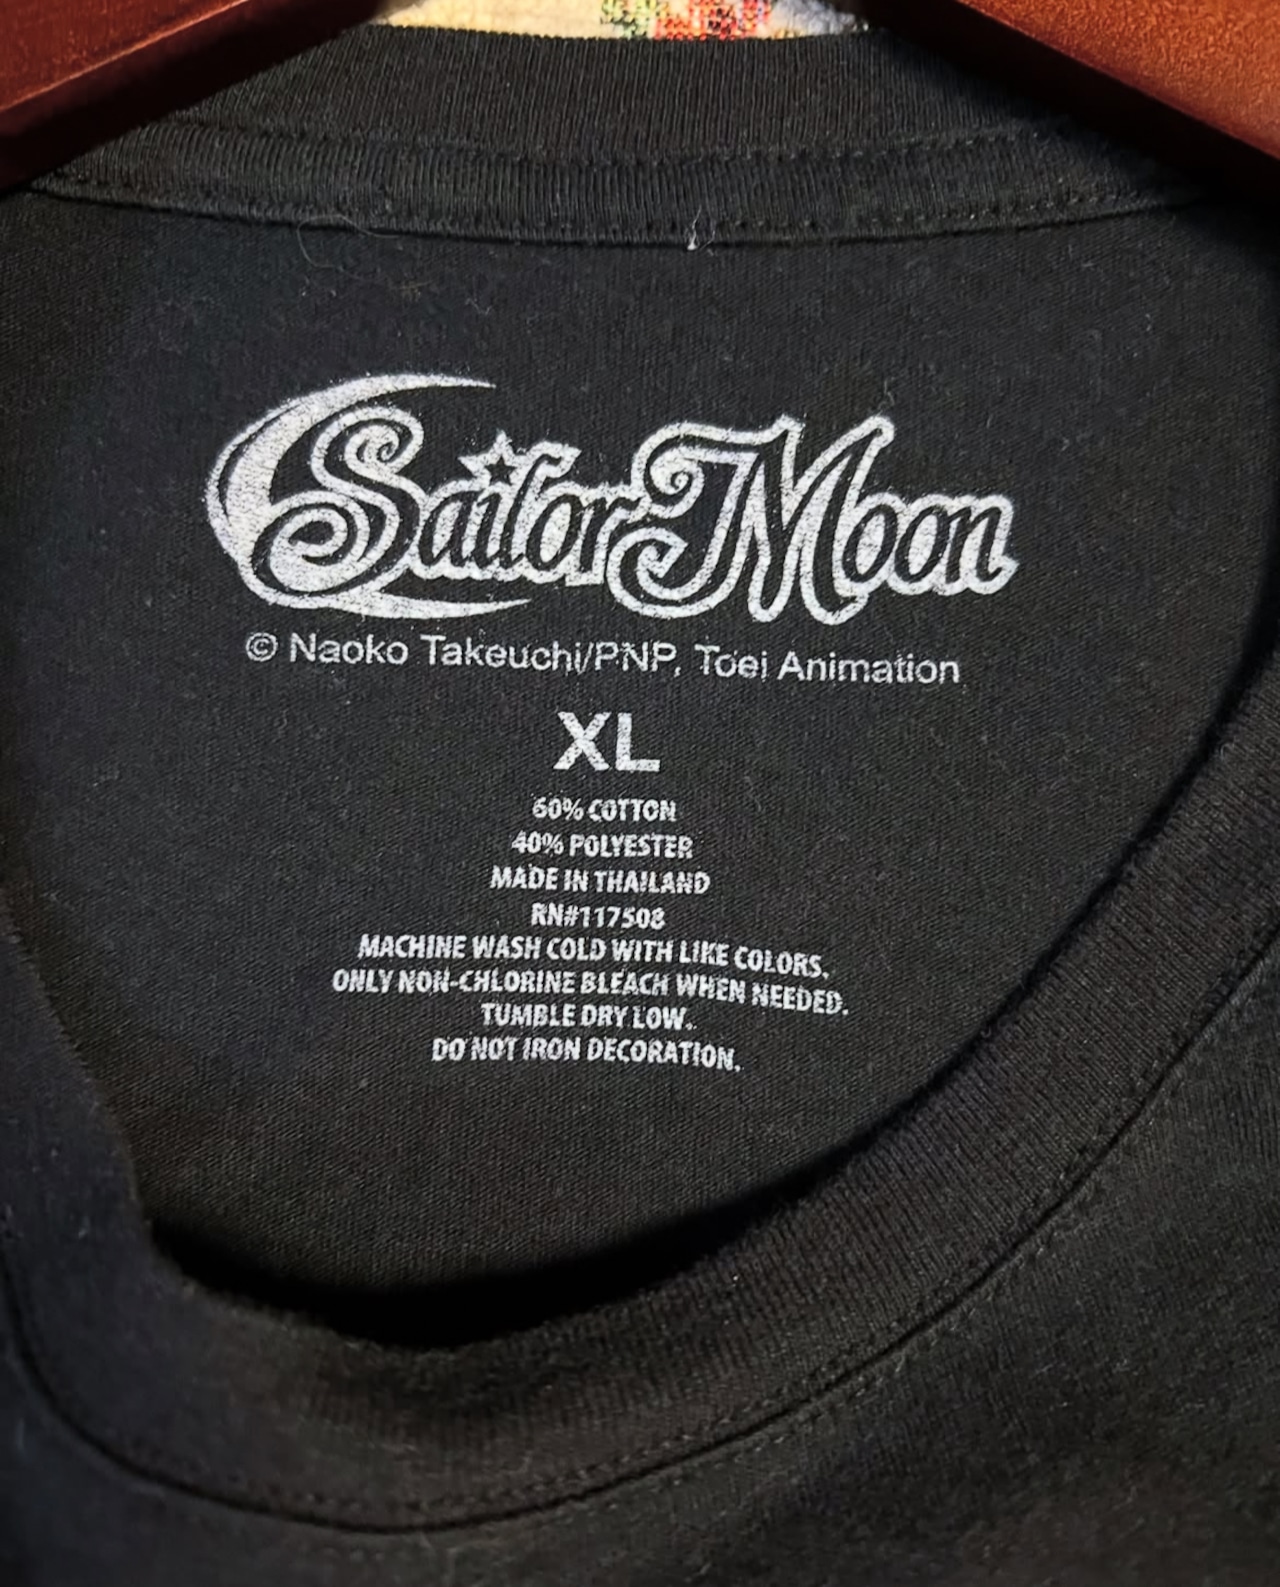 Sailor Moon
© Naoko Takeuchi/PNP, Toei Animation
XL
60% COTTON
40% POLYESTER
MADE IN THAILAND
RN#117508
MACHINE WASH COLD WITH LIKE COLORS.
ONLY NON-CHLORINE BLEACH WHEN NEEDED.
TUMBLE DRY LOW.
DO NOT IRON DECORATION.